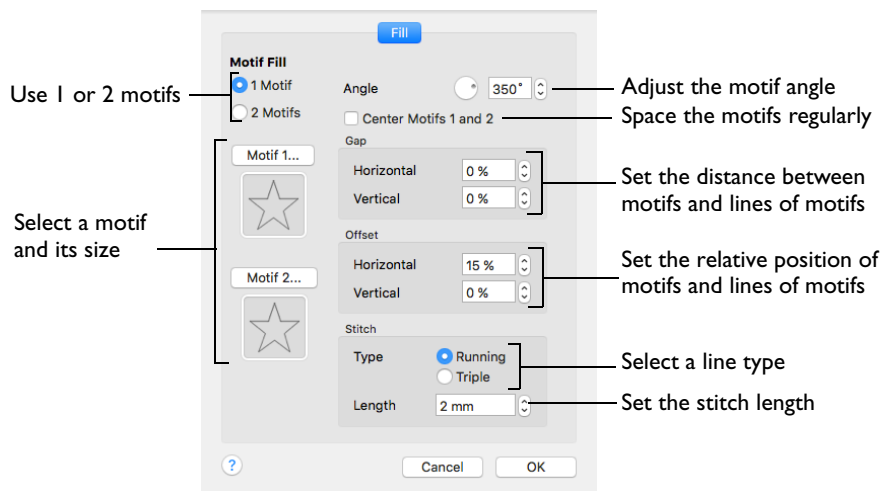 Fill
Motif Fill
1 Motif
2 Motifs
Use 1 or 2 motifs
Angle
350°
Adjust the motif angle
Center Motifs 1 and 2
Space the motifs regularly
Motif 1...
Motif 2...
Select a motif
and its size
Gap
Horizontal
0 %
Vertical
0 %
Set the distance between
motifs and lines of motifs
Offset
Horizontal
15 %
Vertical
0 %
Set the relative position of
motifs and lines of motifs
Stitch
Type
Running
Triple
Select a line type
Length
2 mm
Set the stitch length
?
Cancel
OK